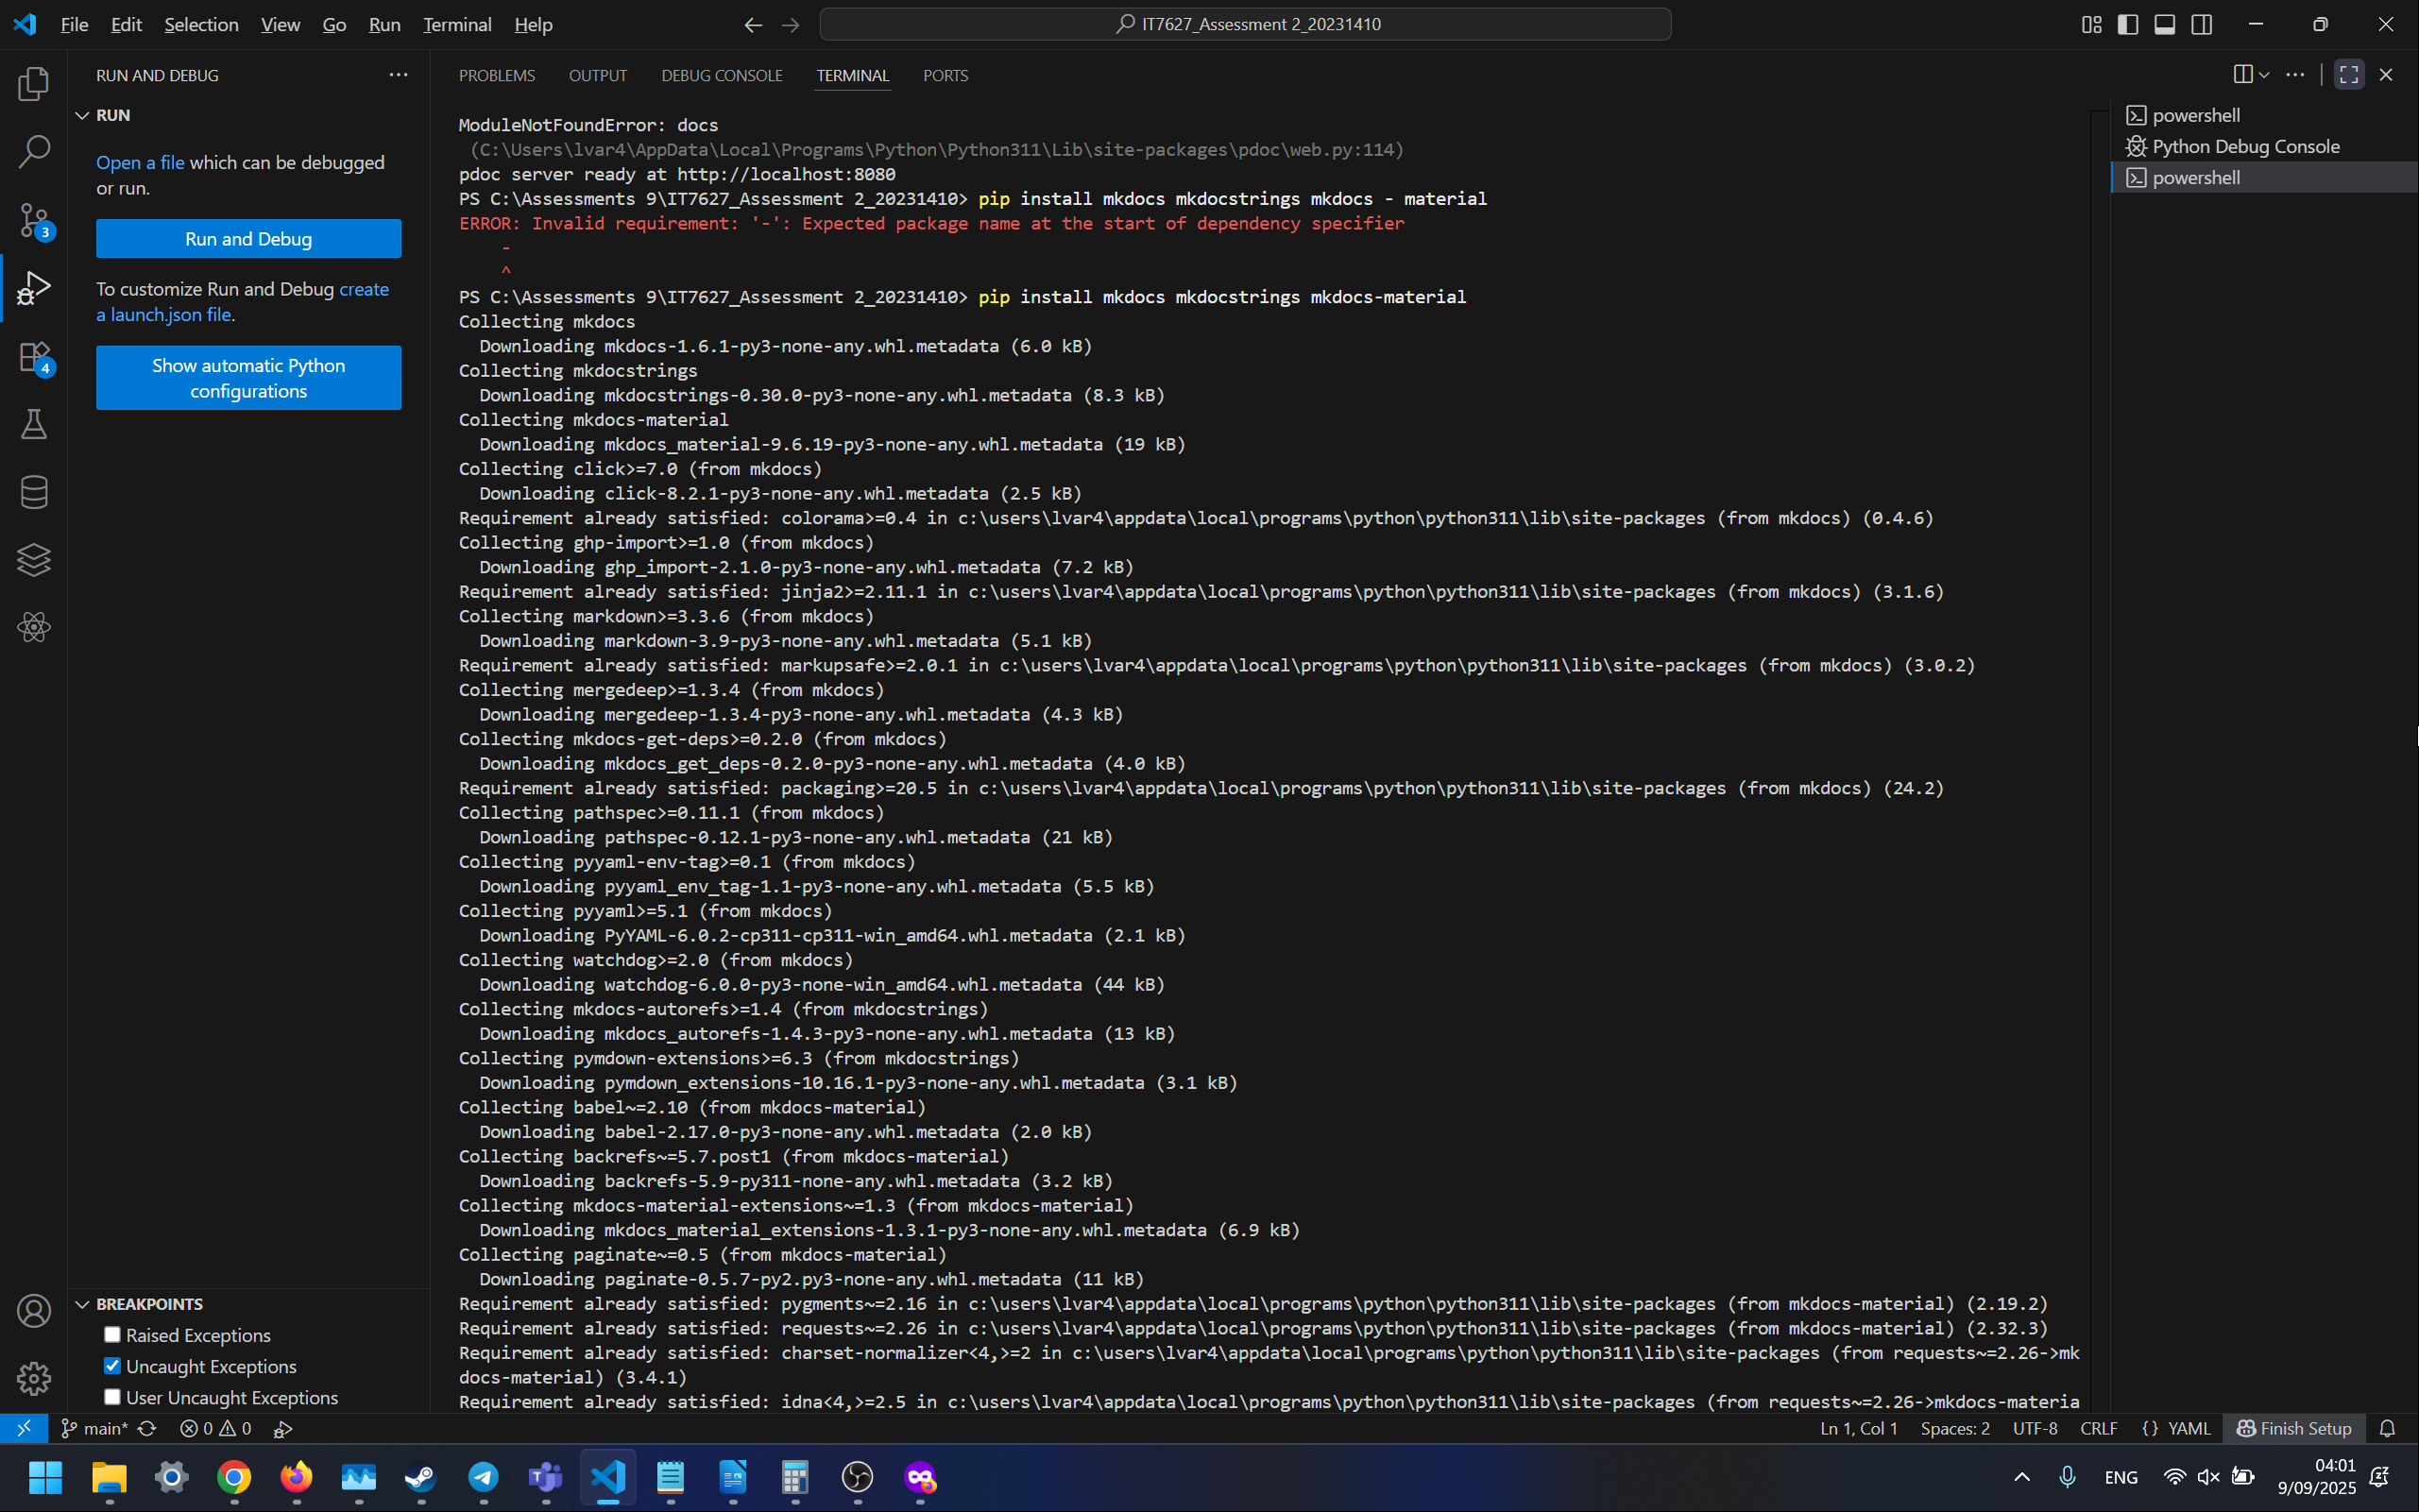 File Edit Selection View Go Run Terminal Help
IT7627_Assessment 2_20231410
RUN AND DEBUG
RUN
Open a file which can be debugged
or run.
Run and Debug
To customize Run and Debug create
a launch.json file.
Show automatic Python
configurations
3
4
BREAKPOINTS
Raised Exceptions
Uncaught Exceptions
User Uncaught Exceptions
PROBLEMS OUTPUT DEBUG CONSOLE TERMINAL PORTS
ModuleNotFoundError: docs
(C:\Users\lvar4\AppData\Local\Programs\Python\Python311\Lib\site-packages\pdoc\web.py:114)
pdoc server ready at http://localhost:8080
PS C:\Assessments 9\IT7627_Assessment 2_20231410> pip install mkdocs mkdocstrings mkdocs - material
ERROR: Invalid requirement: '-': Expected package name at the start of dependency specifier
-
^
PS C:\Assessments 9\IT7627_Assessment 2_20231410> pip install mkdocs mkdocstrings mkdocs-material
Collecting mkdocs
Downloading mkdocs-1.6.1-py3-none-any.whl.metadata (6.0 kB)
Collecting mkdocstrings
Downloading mkdocstrings-0.30.0-py3-none-any.whl.metadata (8.3 kB)
Collecting mkdocs-material
Downloading mkdocs_material-9.6.19-py3-none-any.whl.metadata (19 kB)
Collecting click>=7.0 (from mkdocs)
Downloading click-8.2.1-py3-none-any.whl.metadata (2.5 kB)
Requirement already satisfied: colorama>=0.4 in c:\users\lvar4\appdata\local\programs\python\python311\lib\site-packages (from mkdocs) (0.4.6)
Collecting ghp-import>=1.0 (from mkdocs)
Downloading ghp_import-2.1.0-py3-none-any.whl.metadata (7.2 kB)
Requirement already satisfied: jinja2>=2.11.1 in c:\users\lvar4\appdata\local\programs\python\python311\lib\site-packages (from mkdocs) (3.1.6)
Collecting markdown>=3.3.6 (from mkdocs)
Downloading markdown-3.9-py3-none-any.whl.metadata (5.1 kB)
Requirement already satisfied: markupsafe>=2.0.1 in c:\users\lvar4\appdata\local\programs\python\python311\lib\site-packages (from mkdocs) (3.0.2)
Collecting mergedeep>=1.3.4 (from mkdocs)
Downloading mergedeep-1.3.4-py3-none-any.whl.metadata (4.3 kB)
Collecting mkdocs-get-deps>=0.2.0 (from mkdocs)
Downloading mkdocs_get_deps-0.2.0-py3-none-any.whl.metadata (4.0 kB)
Requirement already satisfied: packaging>=20.5 in c:\users\lvar4\appdata\local\programs\python\python311\lib\site-packages (from mkdocs) (24.2)
Collecting pathspec>=0.11.1 (from mkdocs)
Downloading pathspec-0.12.1-py3-none-any.whl.metadata (21 kB)
Collecting pyyaml-env-tag>=0.1 (from mkdocs)
Downloading pyyaml_env_tag-1.1-py3-none-any.whl.metadata (5.5 kB)
Collecting pyyaml>=5.1 (from mkdocs)
Downloading PyYAML-6.0.2-cp311-cp311-win_amd64.whl.metadata (2.1 kB)
Collecting watchdog>=2.0 (from mkdocs)
Downloading watchdog-6.0.0-py3-none-win_amd64.whl.metadata (44 kB)
Collecting mkdocs-autorefs>=1.4 (from mkdocstrings)
Downloading mkdocs_autorefs-1.4.3-py3-none-any.whl.metadata (13 kB)
Collecting pymdown-extensions>=6.3 (from mkdocstrings)
Downloading pymdown_extensions-10.16.1-py3-none-any.whl.metadata (3.1 kB)
Collecting babel~=2.10 (from mkdocs-material)
Downloading babel-2.17.0-py3-none-any.whl.metadata (2.0 kB)
Collecting backrefs~=5.7.post1 (from mkdocs-material)
Downloading backrefs-5.9-py311-none-any.whl.metadata (3.2 kB)
Collecting mkdocs-material-extensions~=1.3 (from mkdocs-material)
Downloading mkdocs_material_extensions-1.3.1-py3-none-any.whl.metadata (6.9 kB)
Collecting paginate~=0.5 (from mkdocs-material)
Downloading paginate-0.5.7-py2.py3-none-any.whl.metadata (11 kB)
Requirement already satisfied: pygments~=2.16 in c:\users\lvar4\appdata\local\programs\python\python311\lib\site-packages (from mkdocs-material) (2.19.2)
Requirement already satisfied: requests~=2.26 in c:\users\lvar4\appdata\local\programs\python\python311\lib\site-packages (from mkdocs-material) (2.32.3)
Requirement already satisfied: charset-normalizer<4,>=2 in c:\users\lvar4\appdata\local\programs\python\python311\lib\site-packages (from requests~=2.26->mk
docs-material) (3.4.1)
Requirement already satisfied: idna<4,>=2.5 in c:\users\lvar4\appdata\local\programs\python\python311\lib\site-packages (from requests~=2.26->mkdocs-materia
powershell
Python Debug Console
powershell
main* 0 0
Ln 1, Col 1 Spaces: 2 UTF-8 CRLF {} YAML Finish Setup
ENG
04:01
9/09/2025